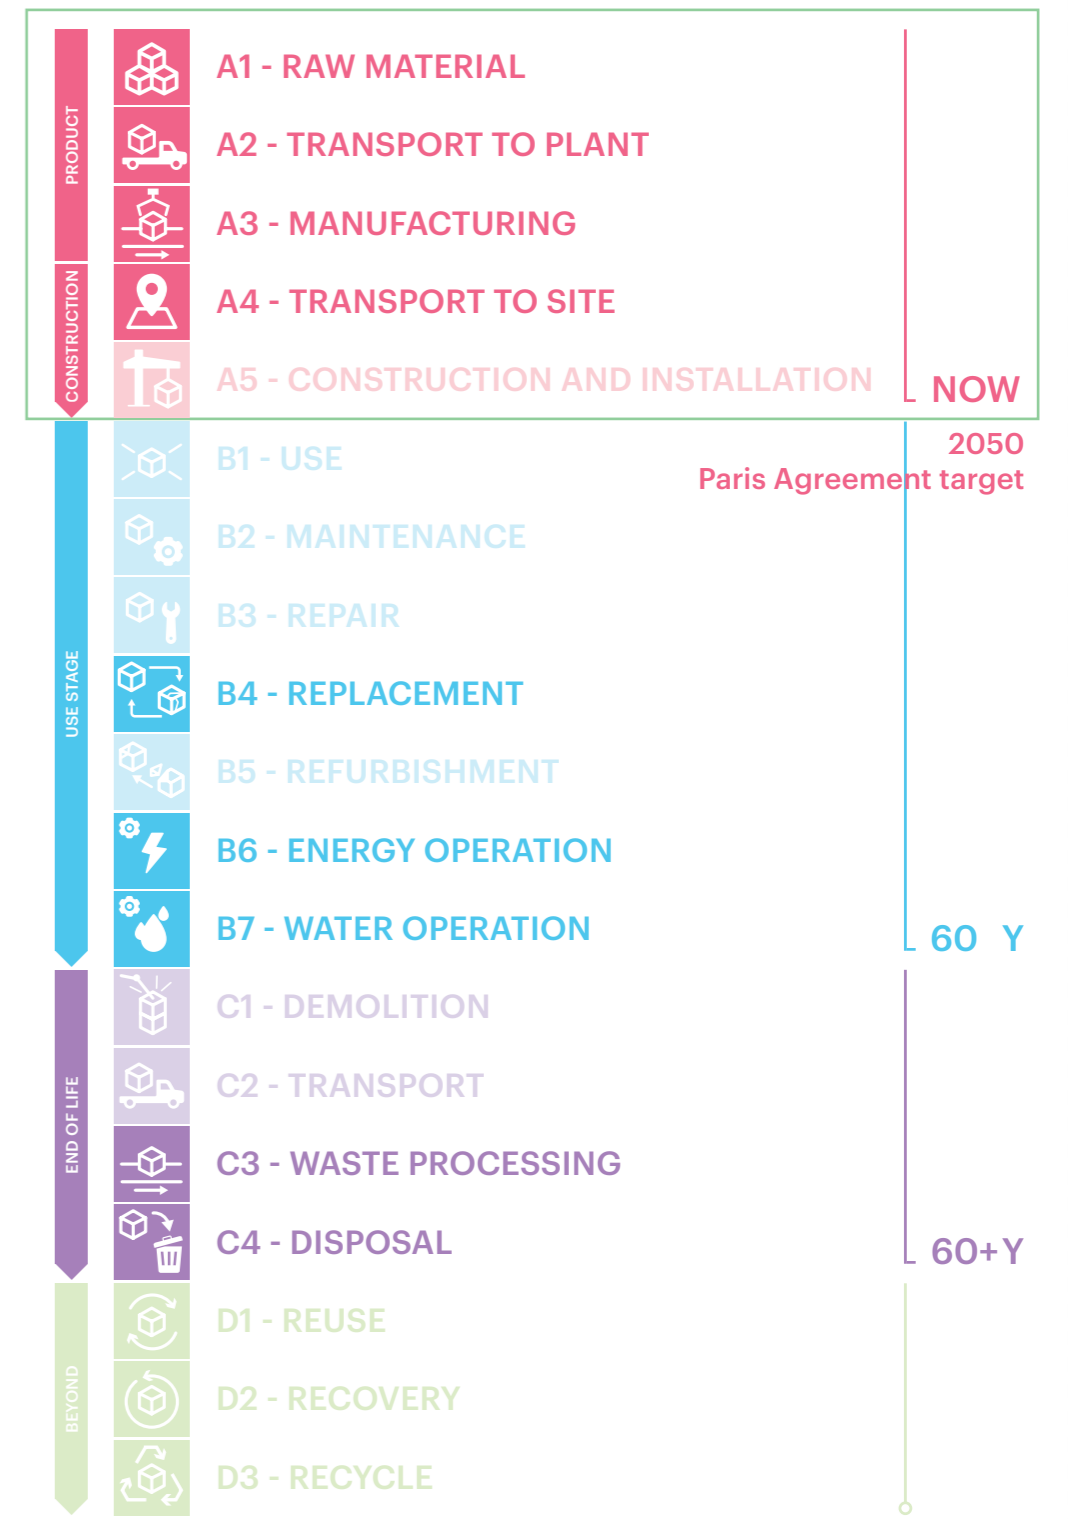 PRODUCT
A1 - RAW MATERIAL
A2 - TRANSPORT TO PLANT
A3 - MANUFACTURING
CONSTRUCTION
A4 - TRANSPORT TO SITE
A5 - CONSTRUCTION AND INSTALLATION
NOW
2050
Paris Agreement target
USE STAGE
B1 - USE
B2 - MAINTENANCE
B3 - REPAIR
B4 - REPLACEMENT
B5 - REFURBISHMENT
B6 - ENERGY OPERATION
B7 - WATER OPERATION
60 Y
END OF LIFE
C1 - DEMOLITION
C2 - TRANSPORT
C3 - WASTE PROCESSING
C4 - DISPOSAL
60+Y
BEYOND
D1 - REUSE
D2 - RECOVERY
D3 - RECYCLE